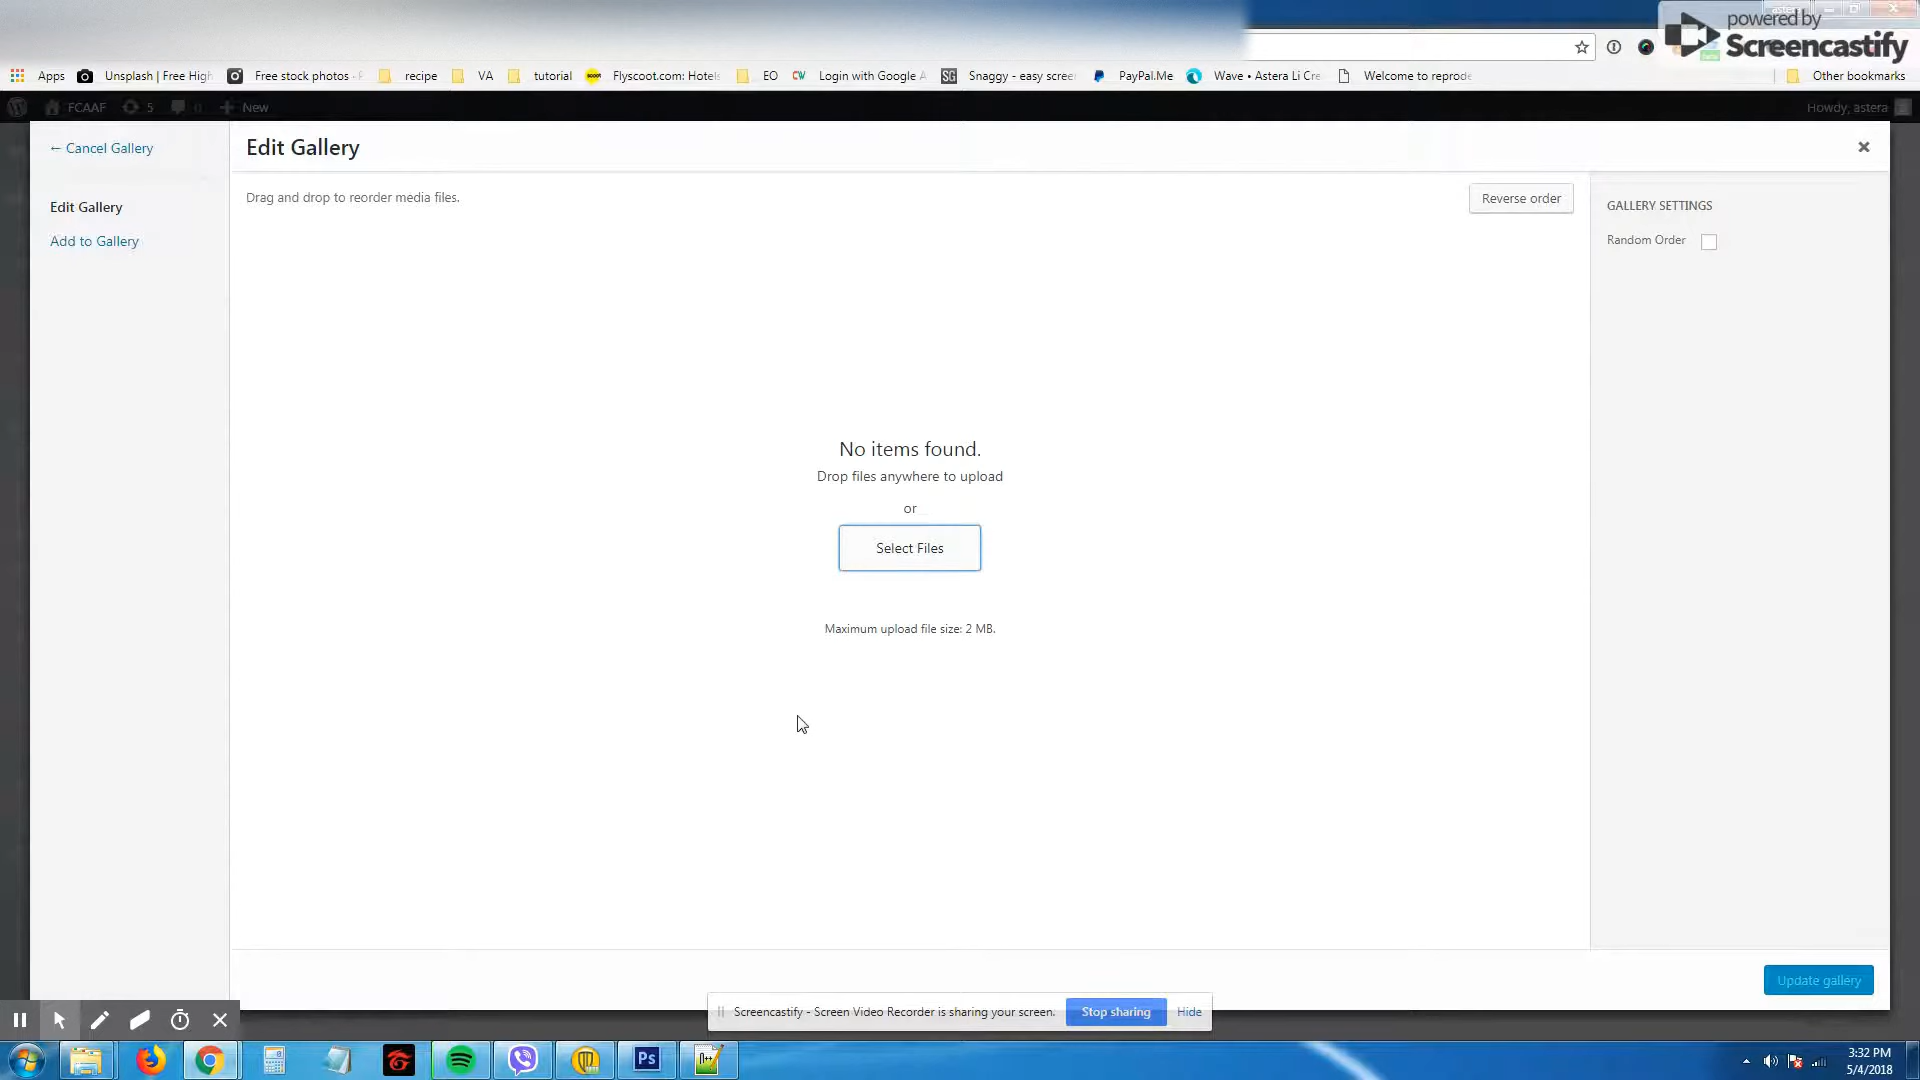 astera
powered by
Screencastify
Apps
Unsplash | Free High
Free stock photos ·
recipe
VA
tutorial
Flyscoot.com: Hotels
EO
Login with Google A
Snaggy - easy scree
PayPal.Me
Wave • Astera Li Cre
Welcome to reprod
Other bookmarks
FCAAF
5
0
New
Howdy, astera
← Cancel Gallery
Edit Gallery
Add to Gallery
Edit Gallery
Drag and drop to reorder media files.
Reverse order
GALLERY SETTINGS
Random Order
No items found.
Drop files anywhere to upload
or
Select Files
Maximum upload file size: 2 MB.
Update gallery
Screencastify - Screen Video Recorder is sharing your screen.
Stop sharing
Hide
Ps
3:32 PM
5/4/2018